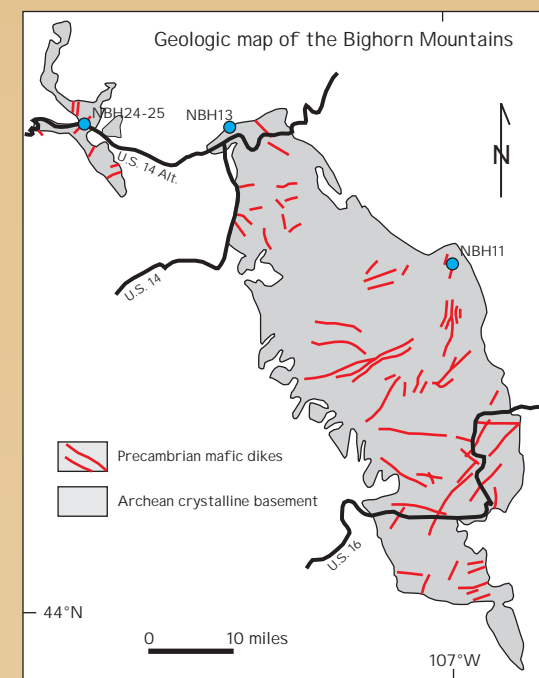 Geologic map of the Bighorn Mountains
NBH24-25
NBH13
U.S. 14 Alt.
N
U.S. 14
NBH11
Precambrian mafic dikes
Archean crystalline basement
U.S. 16
44°N
0 10 miles
107°W